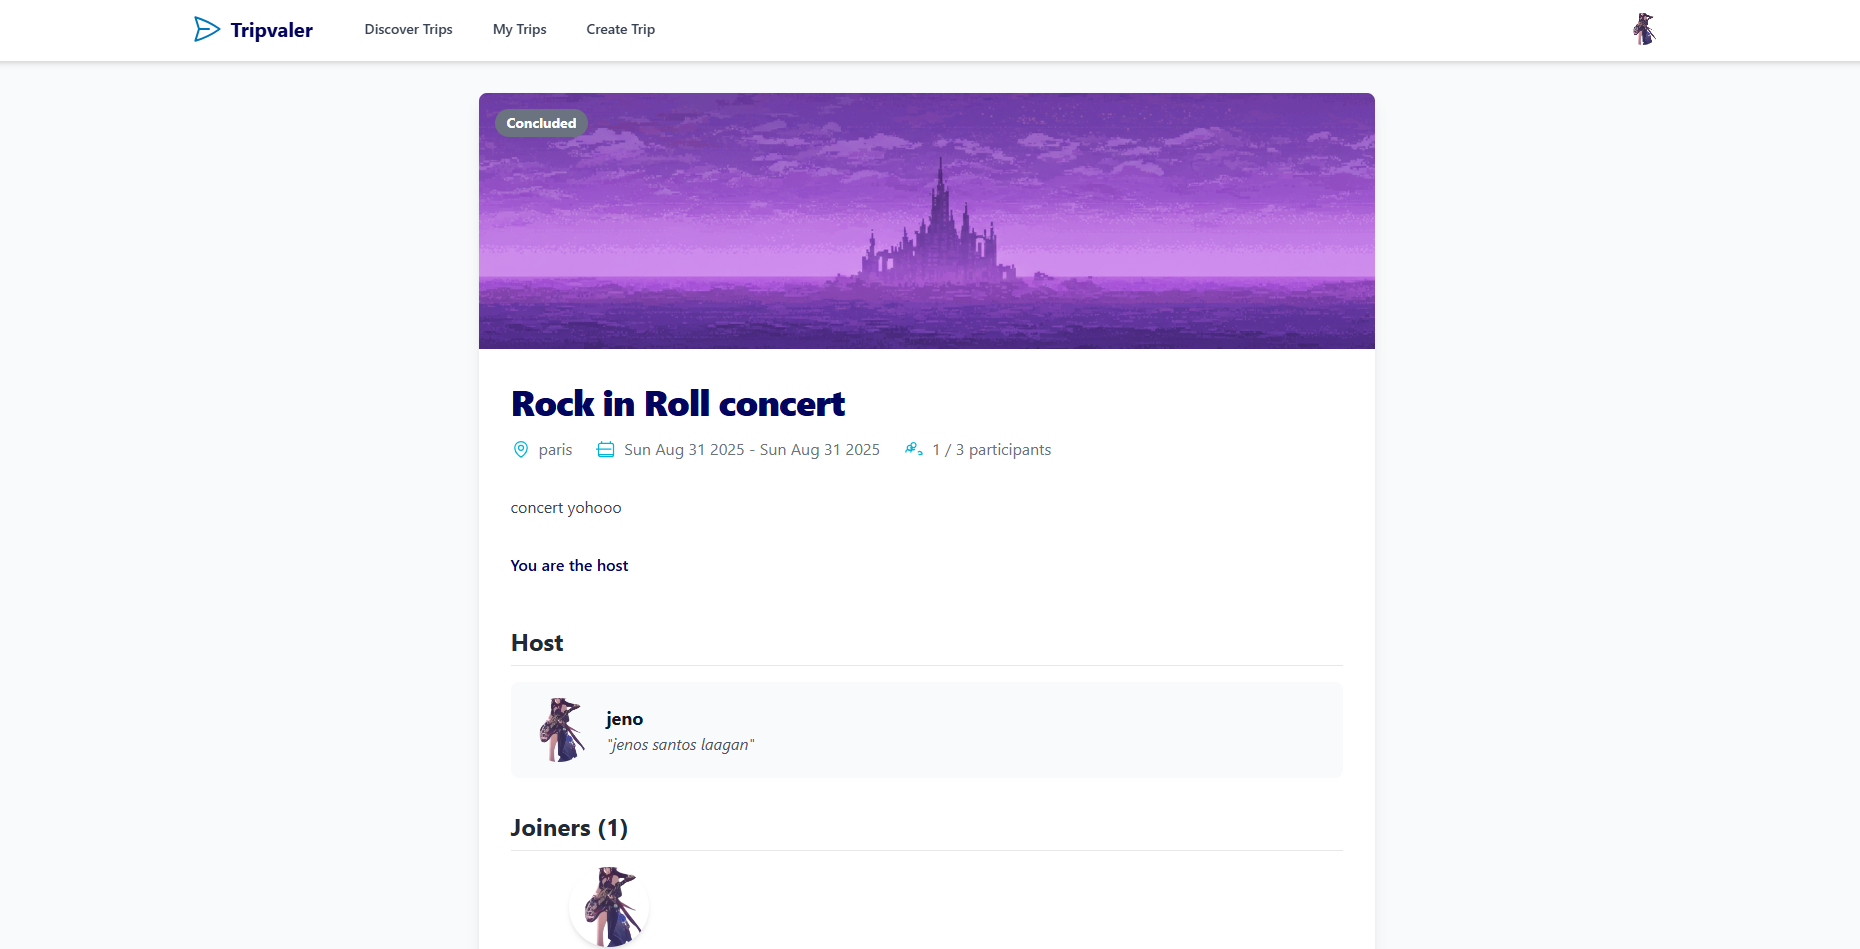 Tripvaler
Discover Trips
My Trips
Create Trip
Concluded
Rock in Roll concert
paris
Sun Aug 31 2025 - Sun Aug 31 2025
1 / 3 participants
concert yohooo
You are the host
Host
jeno
"jenos santos laagan"
Joiners (1)